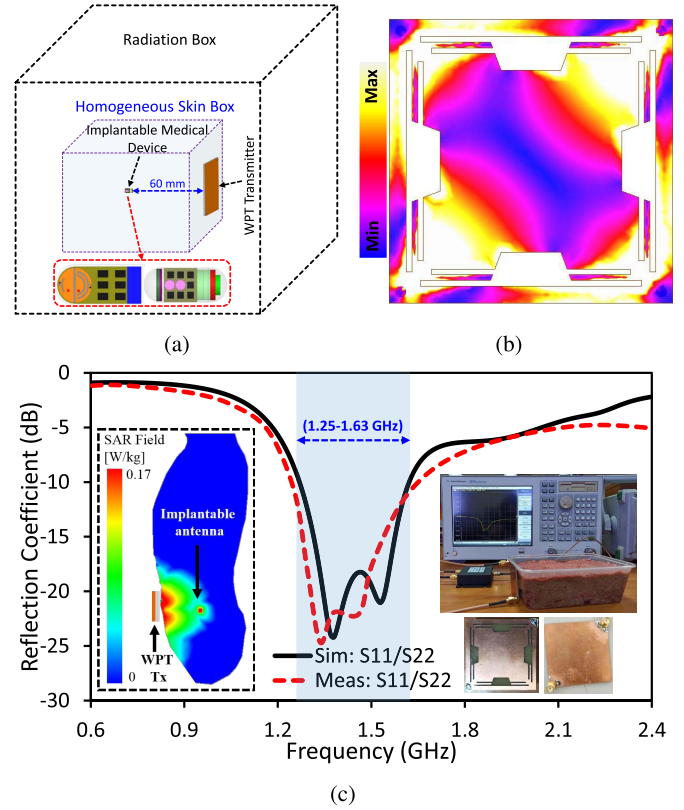 Radiation Box
Homogeneous Skin Box
Implantable Medical
Device
60 mm
WPT Transmitter
(a)
Max
Min
(b)
Reflection Coefficient (dB)
0
-5
-10
-15
-20
-25
-30
(1.25-1.63 GHz)
SAR Field
[W/kg]
0.17
0
Implantable
antenna
WPT
Tx
Sim: S11/S22
Meas: S11/S22
0.6 0.9 1.2 1.5 1.8 2.1 2.4
Frequency (GHz)
(c)